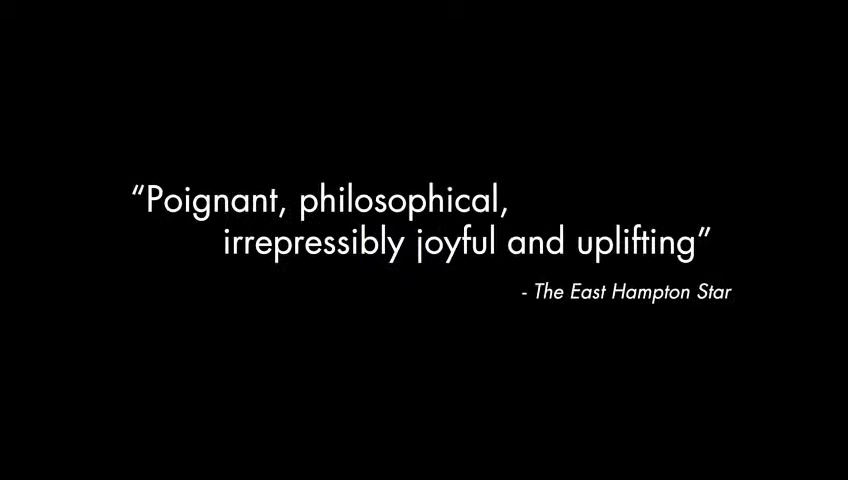 “Poignant, philosophical,
irrepressibly joyful and uplifting”
- The East Hampton Star